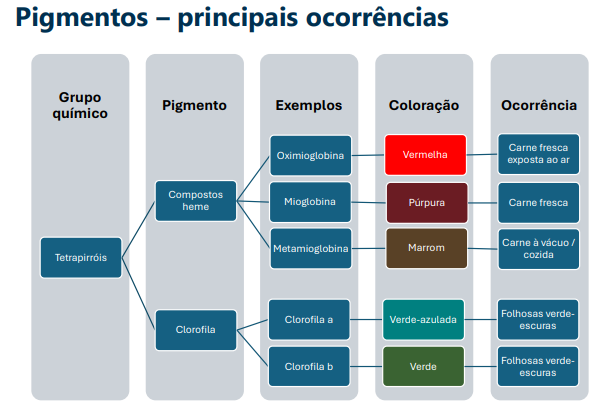 Pigmentos – principais ocorrências
Grupo
químico
Pigmento
Exemplos
Coloração
Ocorrência
Tetrapirróis
Compostos
heme
Oximioglobina
Vermelha
Carne fresca
exposta ao ar
Mioglobina
Púrpura
Carne fresca
Metamioglobina
Marrom
Carne à vácuo /
cozida
Clorofila
Clorofila a
Verde-azulada
Folhosas verde-
escuras
Clorofila b
Verde
Folhosas verde-
escuras